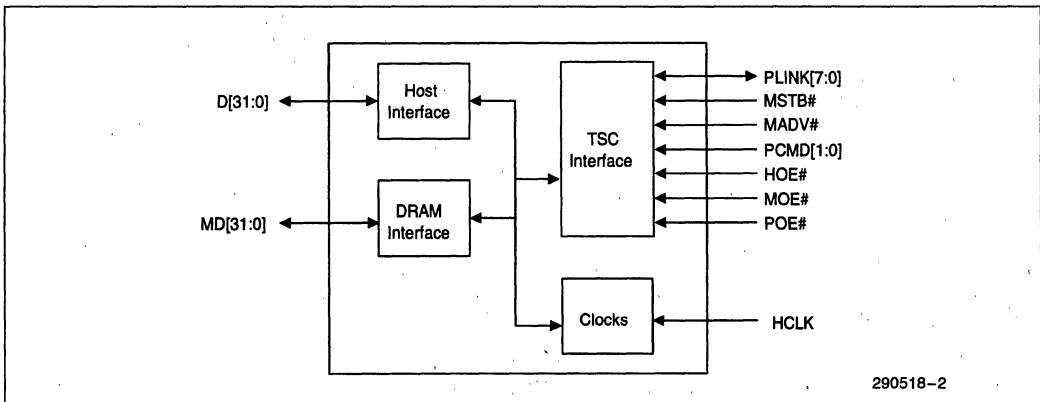 D[31:0]
Host
Interface
MD[31:0]
DRAM
Interface
TSC
Interface
Clocks
PLINK[7:0]
MSTB#
MADV#
PCMD[1:0]
HOE#
MOE#
POE#
HCLK
290518-2